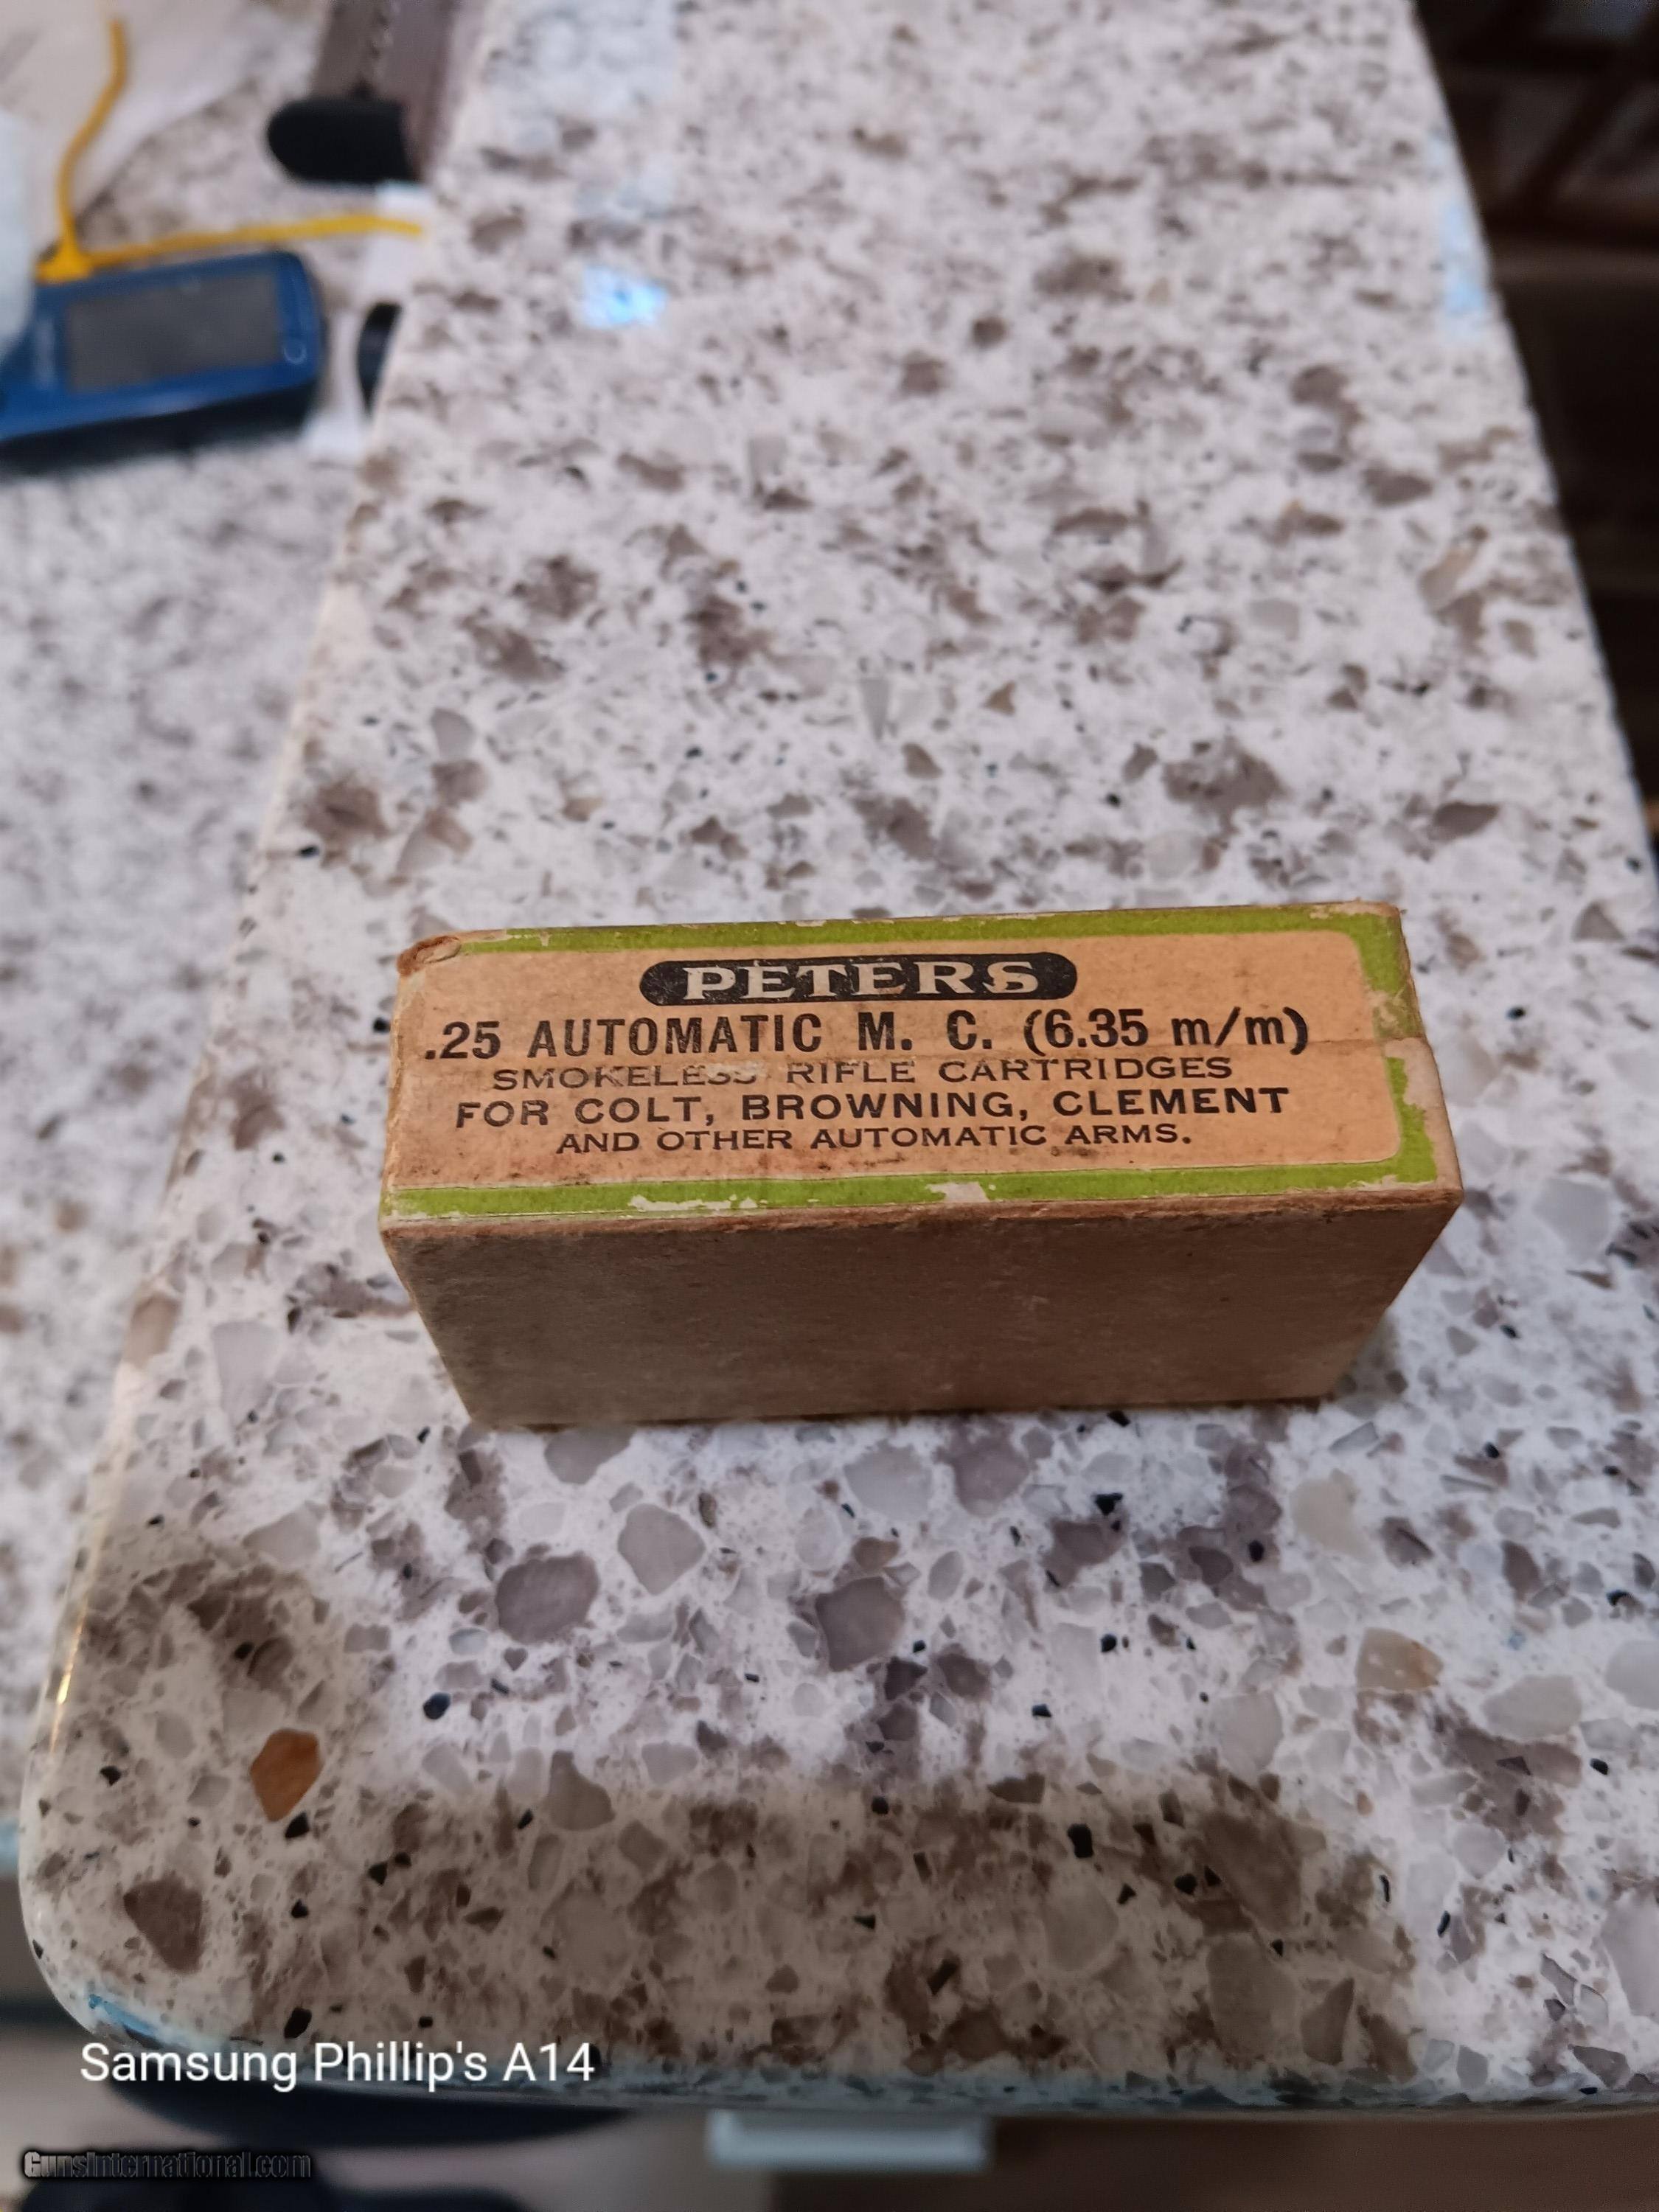 PETERS
.25 AUTOMATIC M. C. (6.35 m/m)
SMOKELESS RIFLE CARTRIDGES
FOR COLT, BROWNING, CLEMENT
AND OTHER AUTOMATIC ARMS.
Samsung Phillip's A14
GunsInternational.com